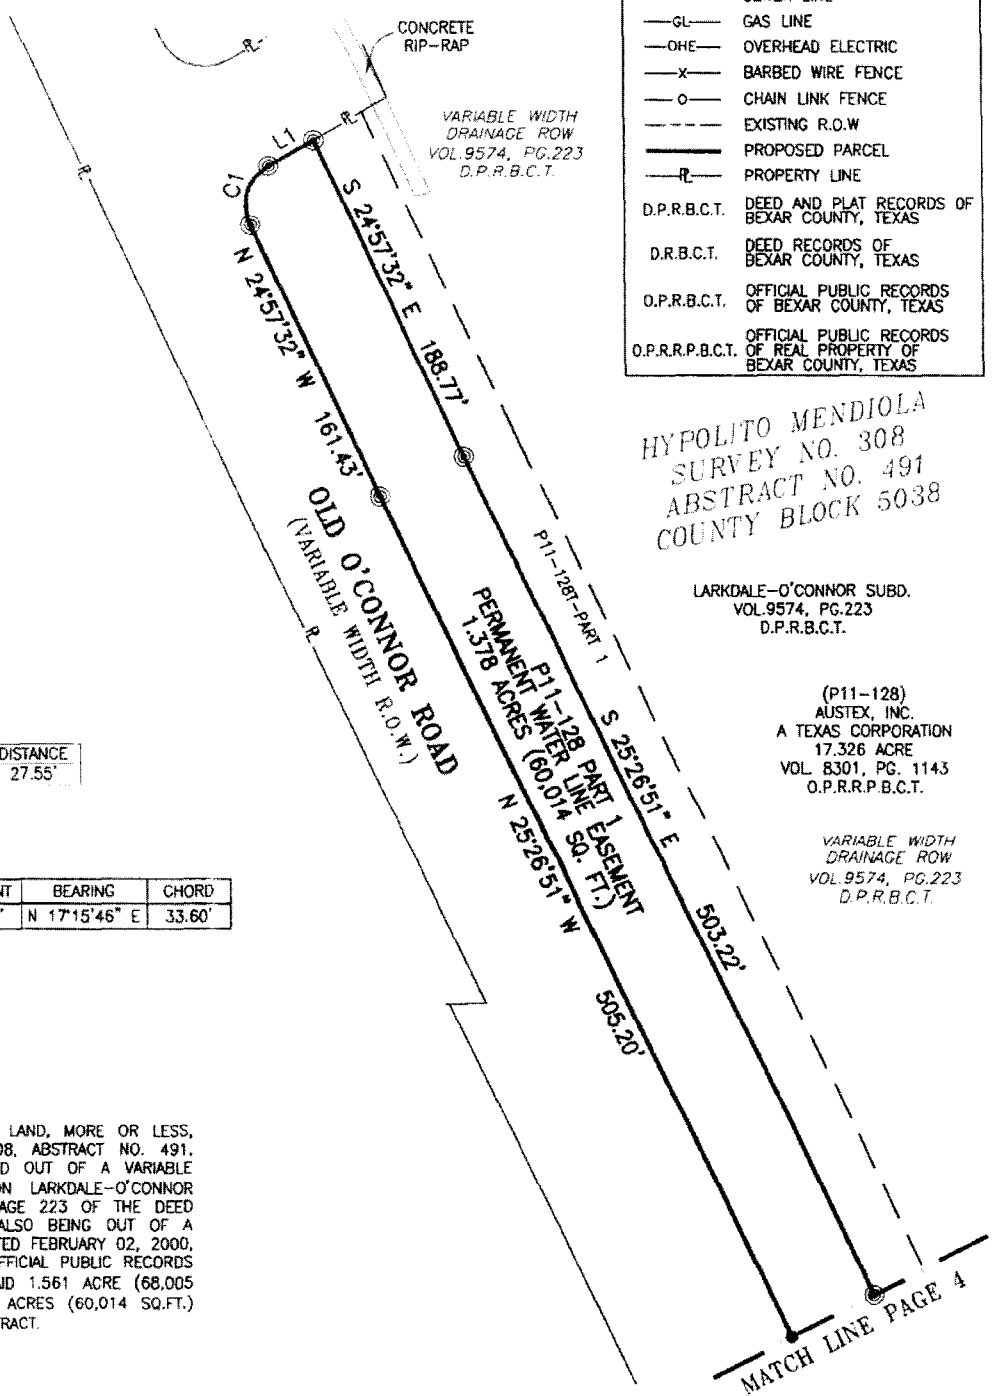 CONCRETE
RIP-RAP
GL GAS LINE
OHE OVERHEAD ELECTRIC
X BARBED WIRE FENCE
O CHAIN LINK FENCE
EXISTING R.O.W
PROPOSED PARCEL
PROPERTY LINE
D.P.R.B.C.T. DEED AND PLAT RECORDS OF
BEXAR COUNTY, TEXAS
D.R.B.C.T. DEED RECORDS OF
BEXAR COUNTY, TEXAS
O.P.R.B.C.T. OFFICIAL PUBLIC RECORDS
OF BEXAR COUNTY, TEXAS
O.P.R.R.P.B.C.T. OFFICIAL PUBLIC RECORDS
OF REAL PROPERTY OF
BEXAR COUNTY, TEXAS
VARIABLE WIDTH
DRAINAGE ROW
VOL.9574, PG.223
D.P.R.B.C.T.
L1
C1
S 24°57'32" E 188.77'
N 24°57'32" W 161.43'
HYPOLITO MENDIOLA
SURVEY NO. 308
ABSTRACT NO. 491
COUNTY BLOCK 5038
OLD O'CONNOR ROAD
(VARIABLE WIDTH R.O.W.)
P11-128T-PART 1
LARKDALE-O'CONNOR SUBD.
VOL.9574, PG.223
D.P.R.B.C.T.
P11-128 PART 1
PERMANENT WATER LINE EASEMENT
1.378 ACRES (60,014 SQ. FT.)
(P11-128)
AUSTEX, INC.
A TEXAS CORPORATION
17.326 ACRE
VOL. 8301, PG. 1143
O.P.R.R.P.B.C.T.
S 25°26'51" E 503.22'
N 25°26'51" W 505.20'
DISTANCE
27.55'
VARIABLE WIDTH
DRAINAGE ROW
VOL.9574, PG.223
D.P.R.B.C.T.
NT BEARING CHORD
' N 17°15'46" E 33.60'
LAND, MORE OR LESS,
08, ABSTRACT NO. 491,
D OUT OF A VARIABLE
ON LARKDALE-O'CONNOR
AGE 223 OF THE DEED
ALSO BEING OUT OF A
TED FEBRUARY 02, 2000,
FFICIAL PUBLIC RECORDS
ID 1.561 ACRE (68,005
ACRES (60,014 SQ.FT.)
RACT.
MATCH LINE PAGE 4